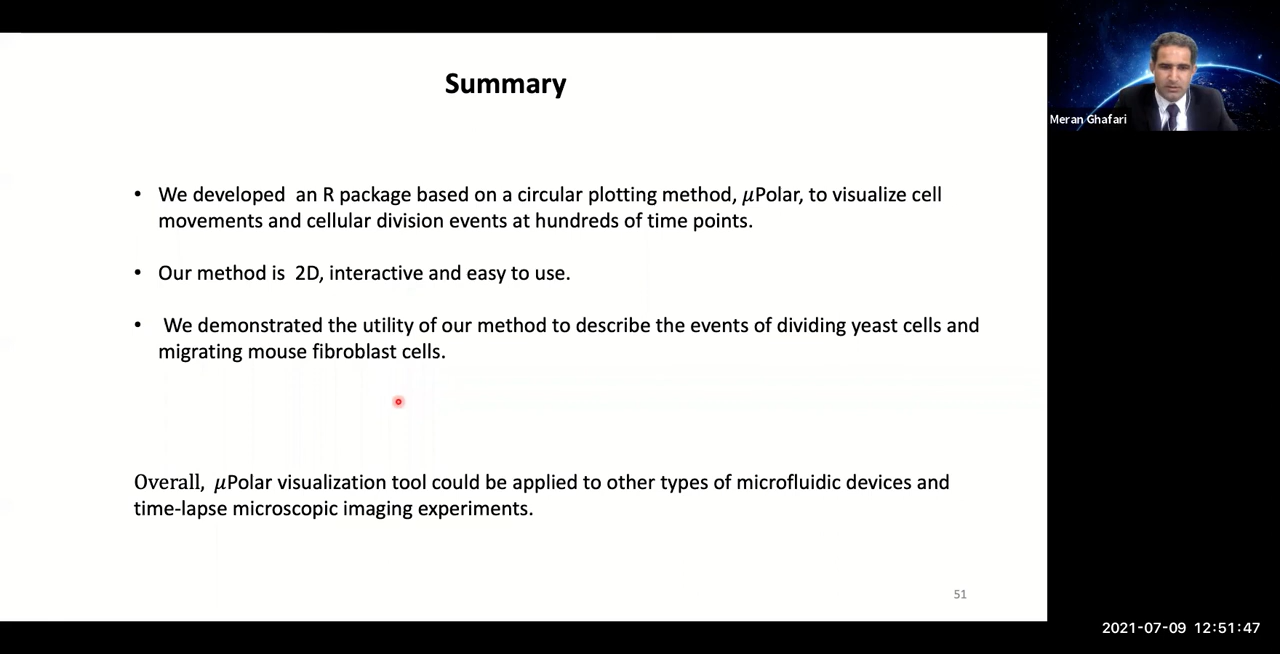 Summary
• We developed an R package based on a circular plotting method, 𝜇Polar, to visualize cell
movements and cellular division events at hundreds of time points.
• Our method is 2D, interactive and easy to use.
• We demonstrated the utility of our method to describe the events of dividing yeast cells and
migrating mouse fibroblast cells.
Overall, 𝜇Polar visualization tool could be applied to other types of microfluidic devices and
time-lapse microscopic imaging experiments.
51
Meran Ghafari
2021-07-09 12:51:47